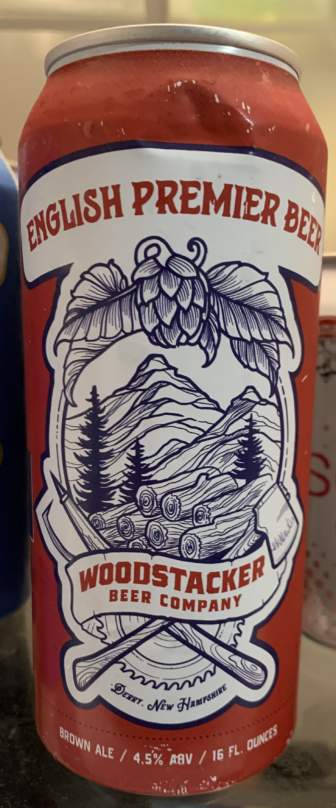 ENGLISH PREMIER BEER
WOODSTACKER
BEER COMPANY
Derry, New Hampshire
BROWN ALE / 4.5% ABV / 16 FL. OUNCES